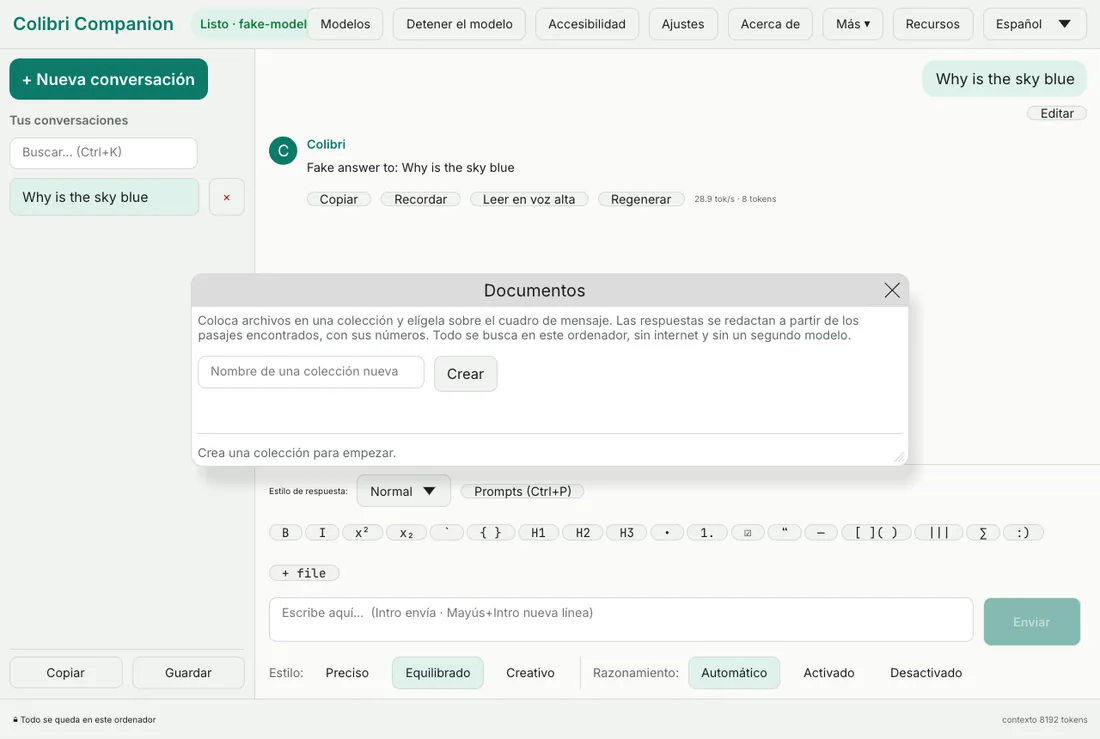 Colibri Companion
Listo · fake-model
Modelos
Detener el modelo
Accesibilidad
Ajustes
Acerca de
Más ▾
Recursos
Español
+ Nueva conversación
Tus conversaciones
Buscar... (Ctrl+K)
Why is the sky blue
×
Why is the sky blue
Editar
C
Colibri
Fake answer to: Why is the sky blue
Copiar
Recordar
Leer en voz alta
Regenerar
28.9 tok/s · 8 tokens
Documentos
Coloca archivos en una colección y elígela sobre el cuadro de mensaje. Las respuestas se redactan a partir de los
pasajes encontrados, con sus números. Todo se busca en este ordenador, sin internet y sin un segundo modelo.
Nombre de una colección nueva
Crear
Crea una colección para empezar.
Estilo de respuesta:
Normal
Prompts (Ctrl+P)
B
I
x²
x₂
`
{ }
H1
H2
H3
•
1.
☑
“
—
[ ]( )
|||
∑
:)
+ file
Escribe aquí... (Intro envía · Mayús+Intro nueva línea)
Enviar
Estilo:
Preciso
Equilibrado
Creativo
Razonamiento:
Automático
Activado
Desactivado
Copiar
Guardar
Todo se queda en este ordenador
contexto 8192 tokens